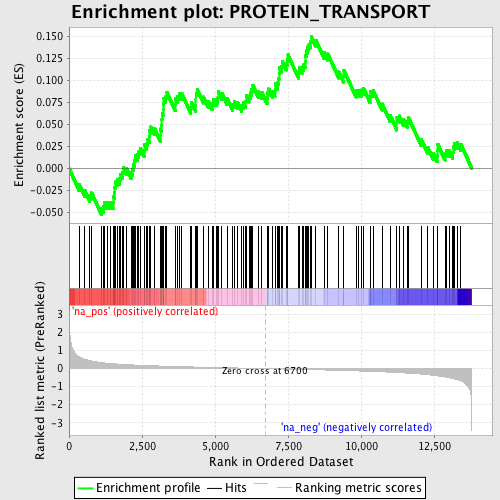 Enrichment plot: PROTEIN_TRANSPORT
Enrichment score (ES)
0.150
0.125
0.100
0.075
0.050
0.025
0.000
-0.025
-0.050
'na_pos' (positively correlated)
Ranked list metric (PreRanked)
3
2
1
0
-1
-2
-3
Zero cross at 6700
'na_neg' (negatively correlated)
0
2,500
5,000
7,500
10,000
12,500
Rank in Ordered Dataset
Enrichment profile
Hits
Ranking metric scores